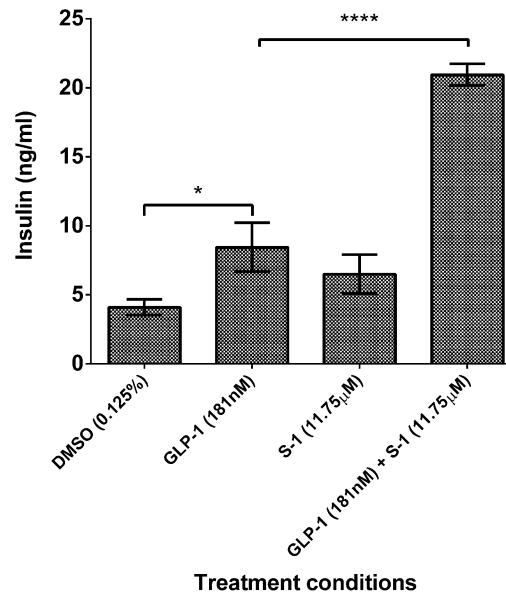 ****
25
20
15
10
5
0
Insulin (ng/ml)
*
DMSO (0.125%)
GLP-1 (181nM)
S-1 (11.75μM)
GLP-1 (181nM) + S-1 (11.75μM)
Treatment conditions